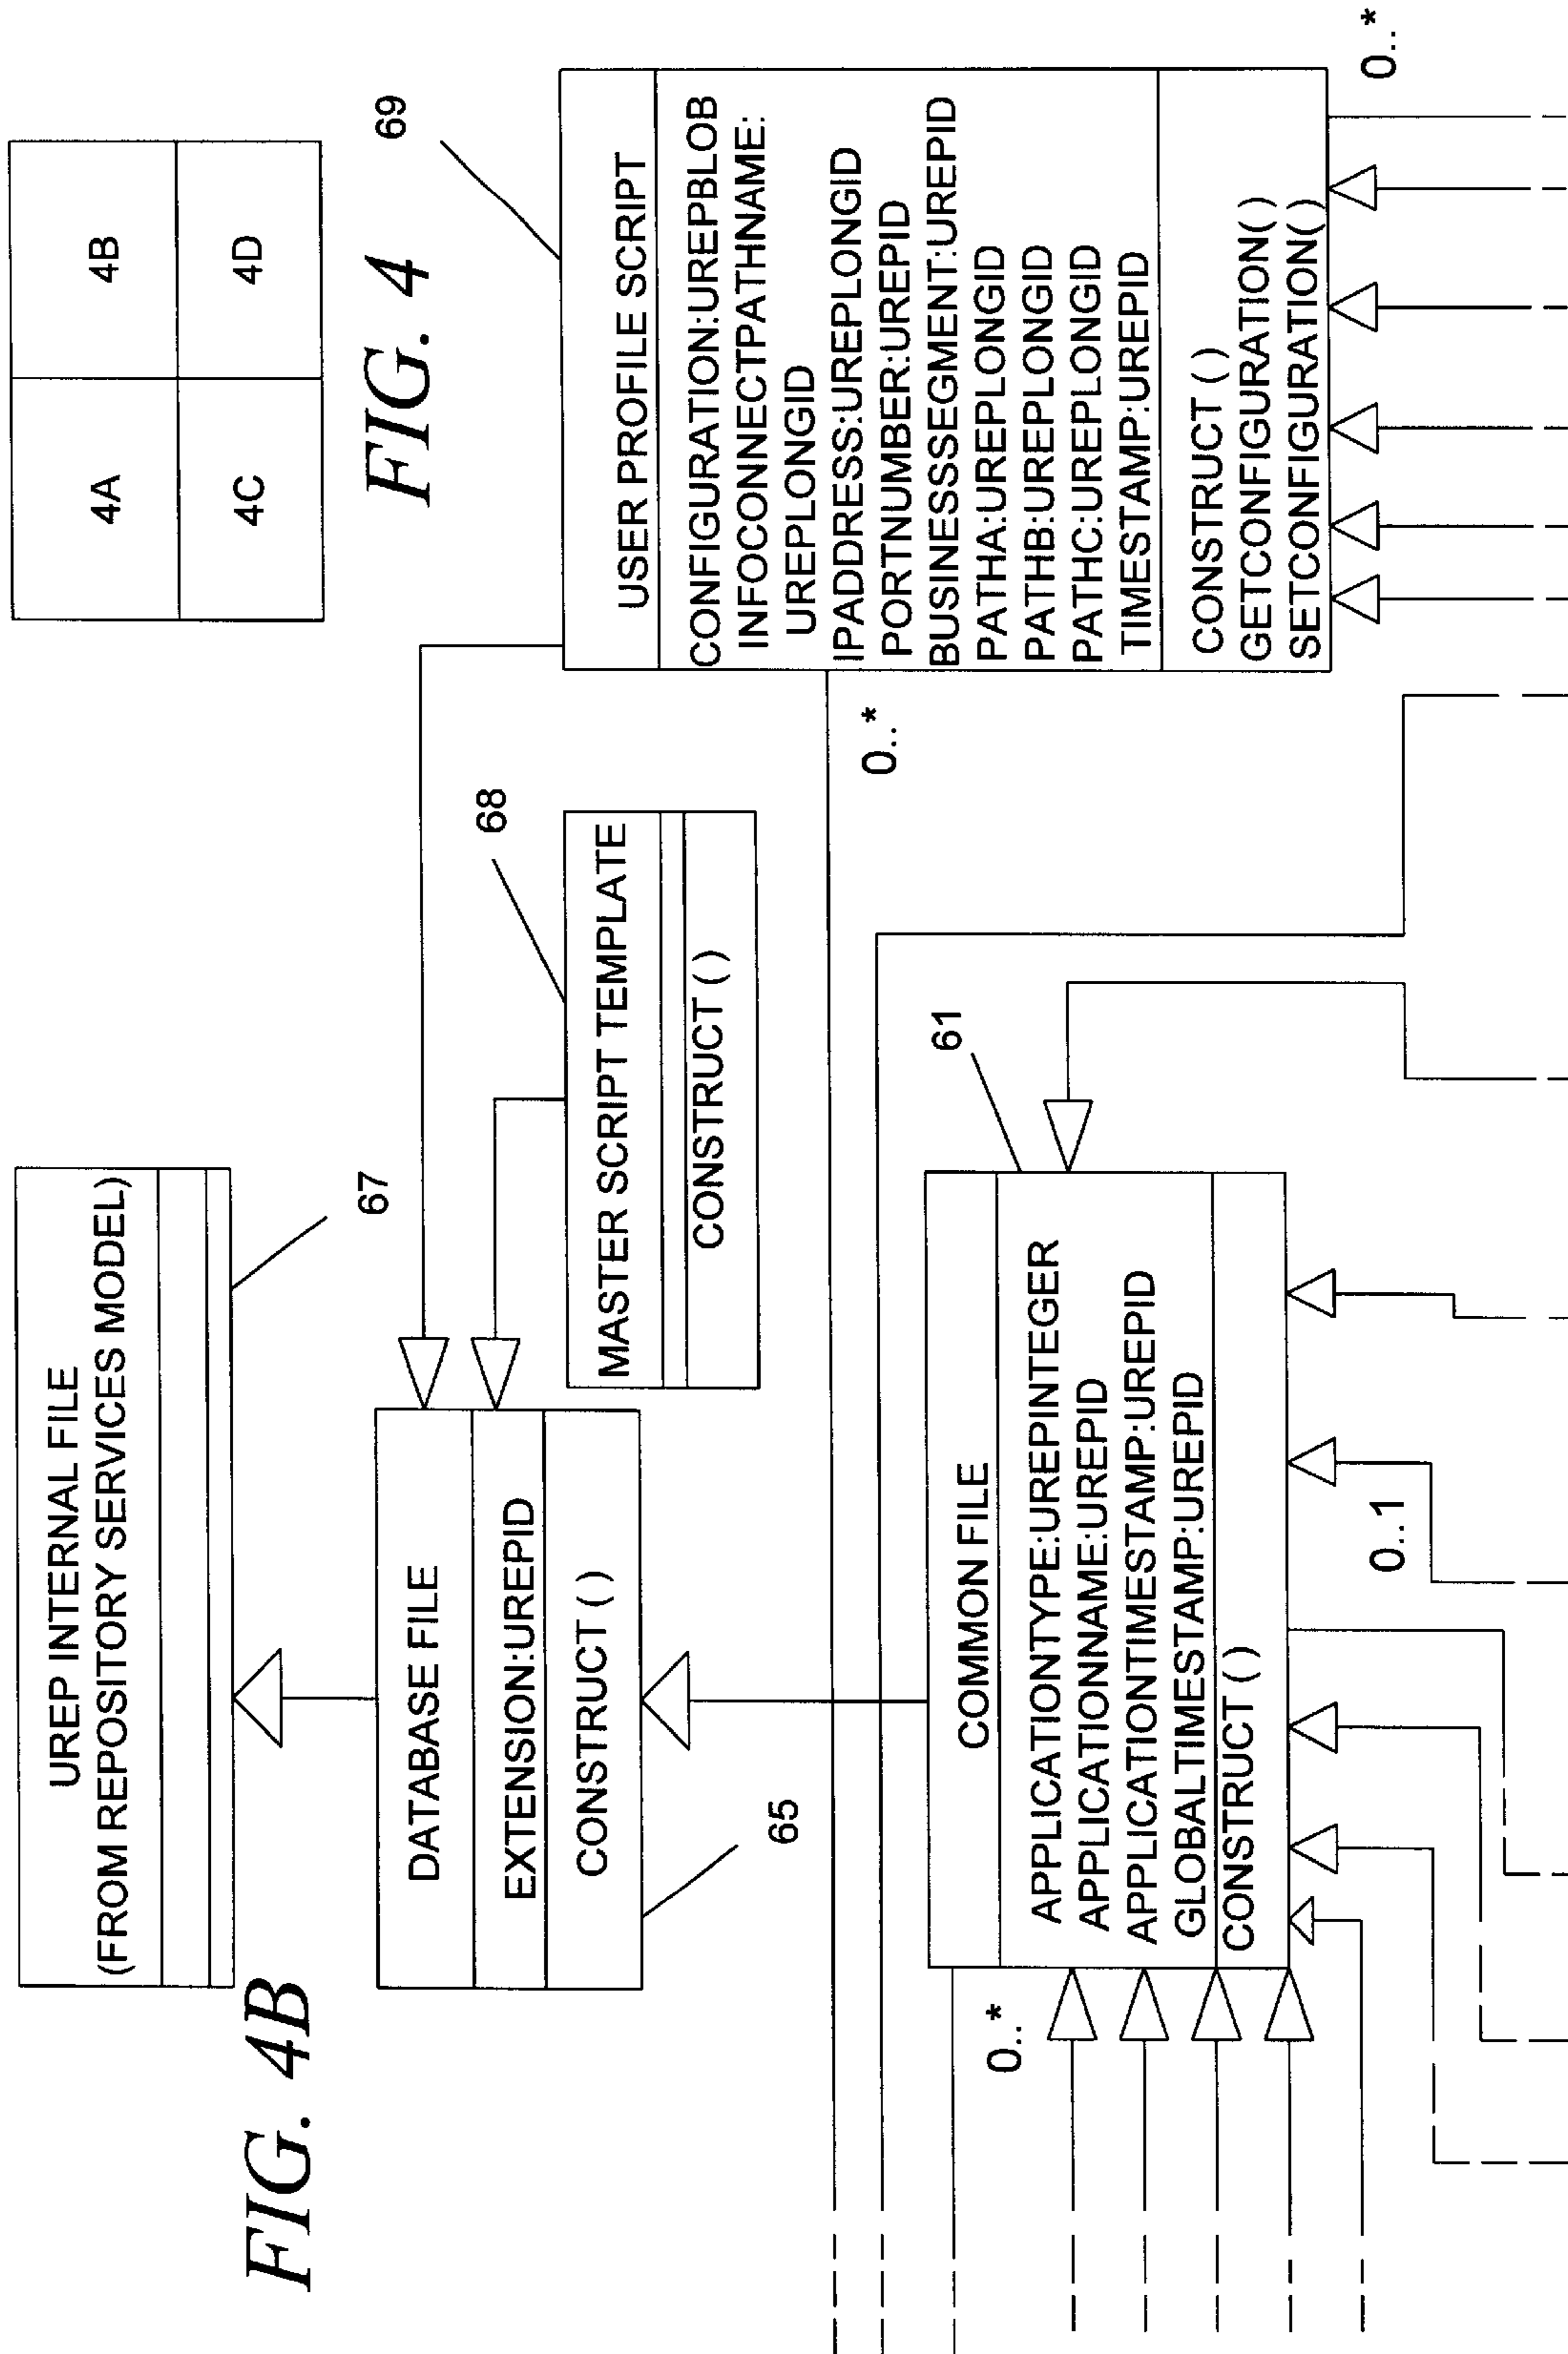 FIG. 4B
UREP INTERNAL FILE
(FROM REPOSITORY SERVICES MODEL)
67
4A
4B
4C
4D
FIG. 4
DATABASE FILE
EXTENSION:UREPID
CONSTRUCT ( )
65
68
MASTER SCRIPT TEMPLATE
CONSTRUCT ( )
69
USER PROFILE SCRIPT
CONFIGURATION:UREPBLOB
INFOCONNECTPATHNAME:
UREPLONGID
IPADDRESS:UREPLONGID
PORTNUMBER:UREPID
BUSINESSSEGMENT:UREPID
PATHA:UREPLONGID
PATHB:UREPLONGID
PATHC:UREPLONGID
TIMESTAMP:UREPID
CONSTRUCT ( )
GETCONFIGURATION( )
SETCONFIGURATION( )
0..*
0..*
61
COMMON FILE
APPLICATIONTYPE:UREPINTEGER
APPLICATIONNAME:UREPID
APPLICATIONTIMESTAMP:UREPID
GLOBALTIMESTAMP:UREPID
CONSTRUCT ( )
0..*
0..1